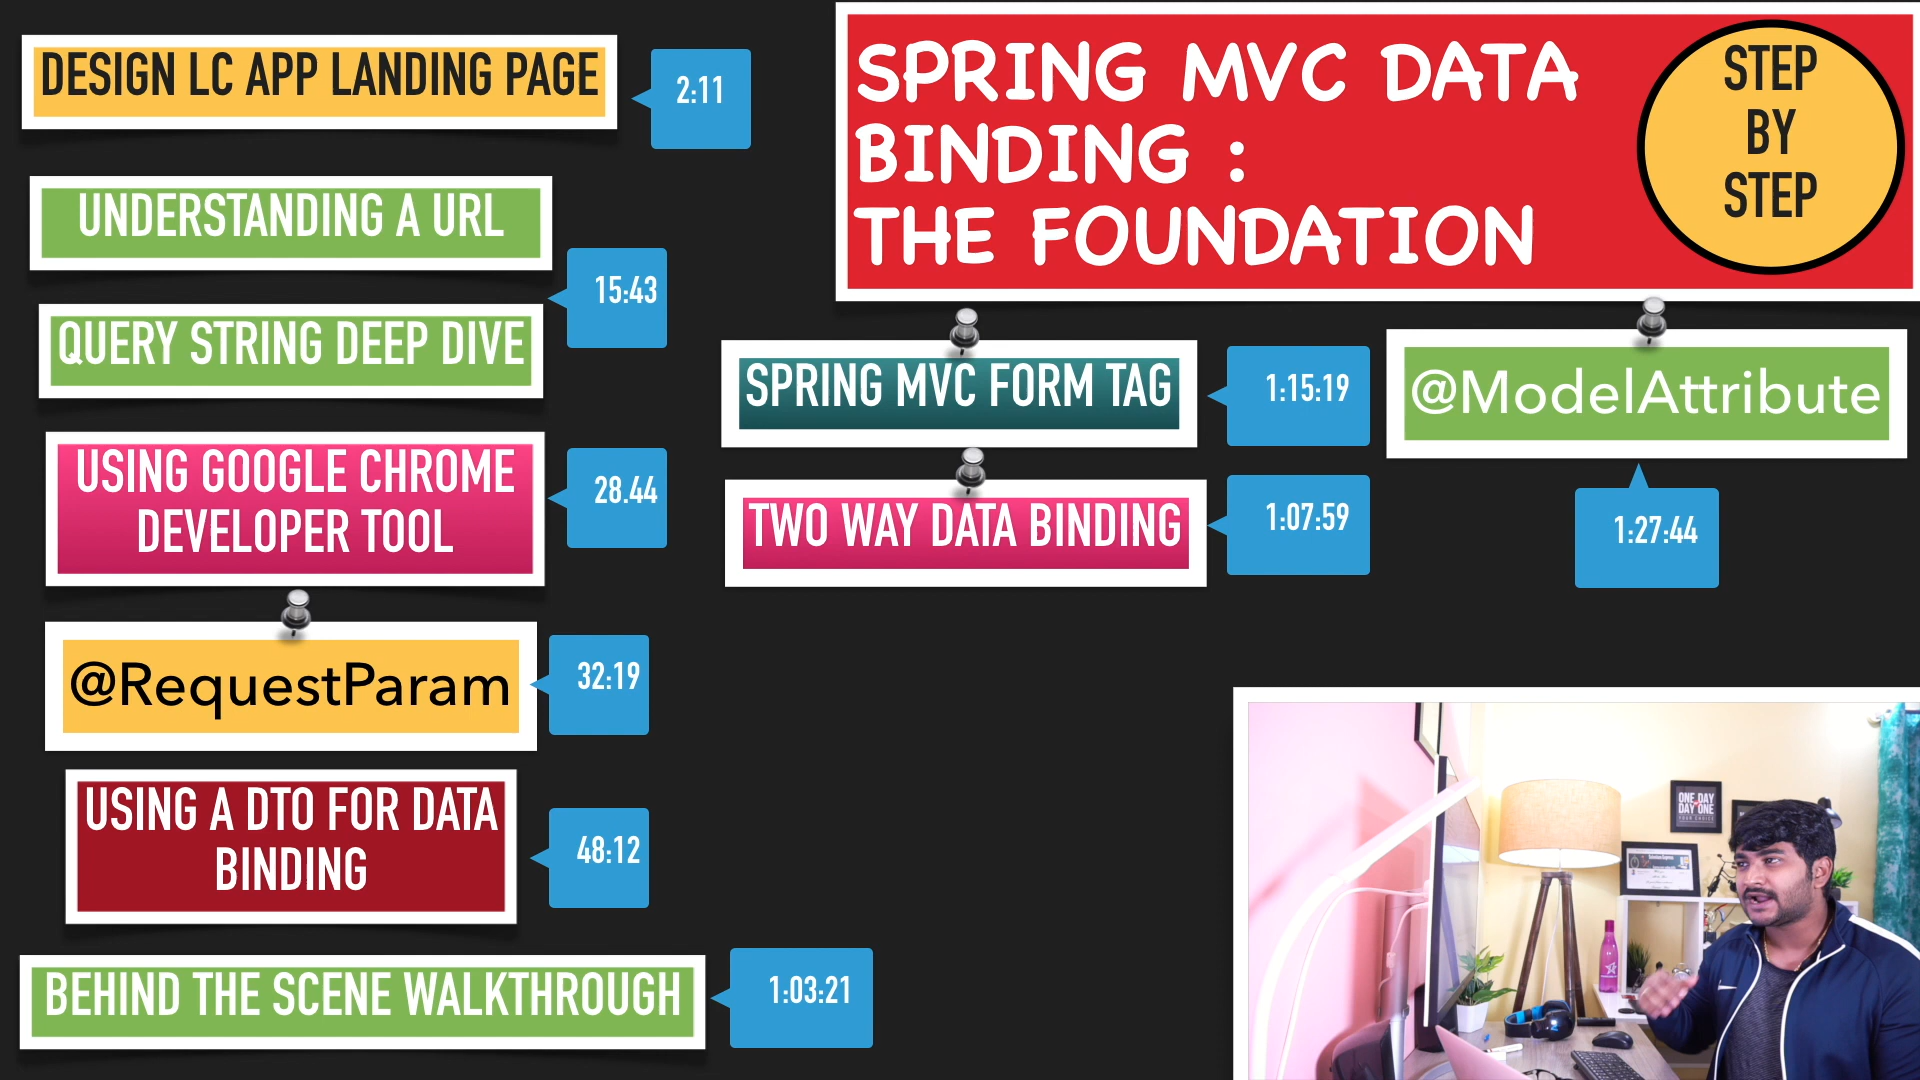 DESIGN LC APP LANDING PAGE
2:11
UNDERSTANDING A URL
15:43
QUERY STRING DEEP DIVE
USING GOOGLE CHROME
DEVELOPER TOOL
28.44
@RequestParam
32:19
USING A DTO FOR DATA
BINDING
48:12
BEHIND THE SCENE WALKTHROUGH
1:03:21
SPRING MVC DATA
BINDING :
THE FOUNDATION
STEP
BY
STEP
SPRING MVC FORM TAG
1:15:19
@ModelAttribute
TWO WAY DATA BINDING
1:07:59
1:27:44
ONE DAY
DAY ONE